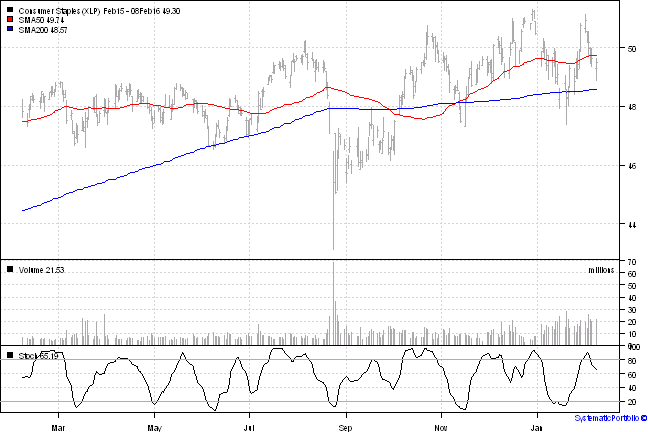 Consumer Staples (XLP) Feb15 - 08Feb16 49.30
SMA50 49.74
SMA200 48.57
50
48
46
44
Volume 21.53
millions
70
60
50
40
30
20
10
0
Stock 65.19
100
80
60
40
20
Mar May Jul Sep Nov Jan
SystematicPortfolio ©